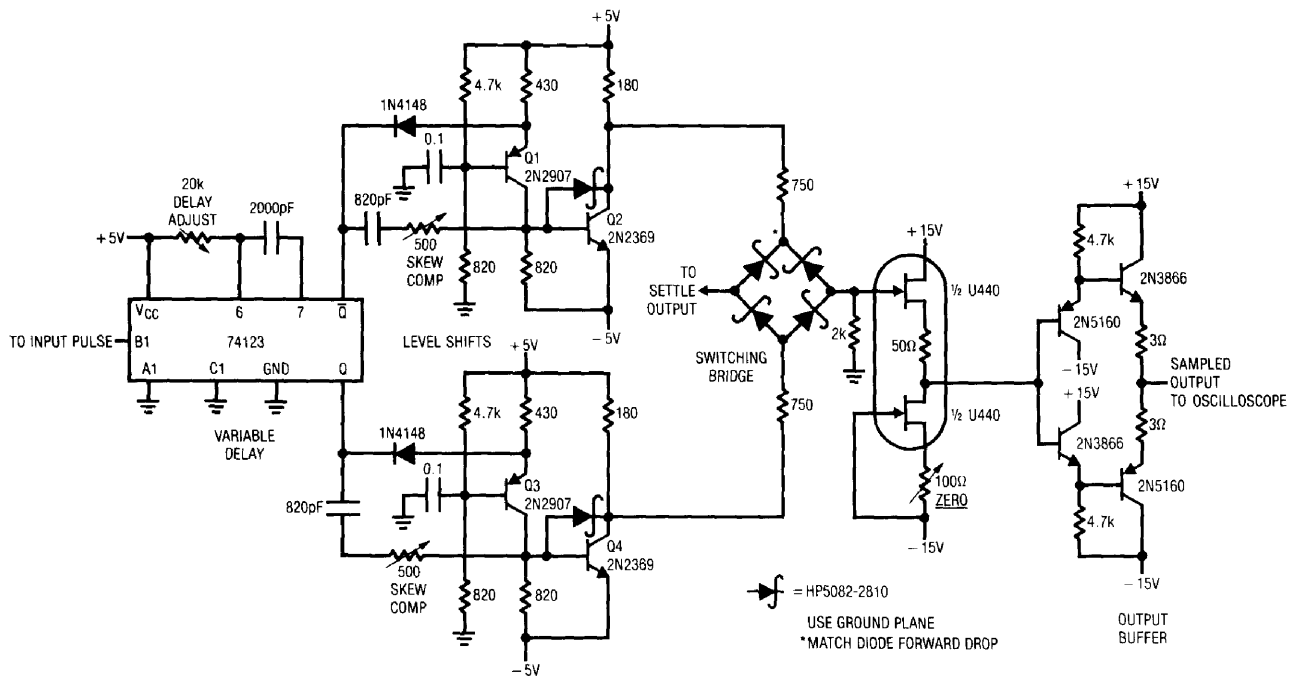 +5V
4.7k
430
180
1N4148
0.1
Q1
2N2907
820pF
500
SKEW
COMP
Q2
2N2369
820
820
-5V
20k
DELAY
ADJUST
2000pF
+5V
VCC
6
7
Q̅
TO INPUT PULSE
B1
74123
A1
C1
GND
Q
VARIABLE
DELAY
LEVEL SHIFTS
+5V
4.7k
430
180
1N4148
0.1
Q3
2N2907
820pF
500
SKEW
COMP
Q4
2N2369
820
820
-5V
750
*
TO
SETTLE
OUTPUT
SWITCHING
BRIDGE
750
2k
+15V
½ U440
50Ω
½ U440
100Ω
ZERO
-15V
+15V
4.7k
2N3866
2N5160
3Ω
-15V
SAMPLED
OUTPUT
TO OSCILLOSCOPE
+15V
3Ω
2N3866
2N5160
4.7k
-15V
OUTPUT
BUFFER
= HP5082-2810
USE GROUND PLANE
*MATCH DIODE FORWARD DROP